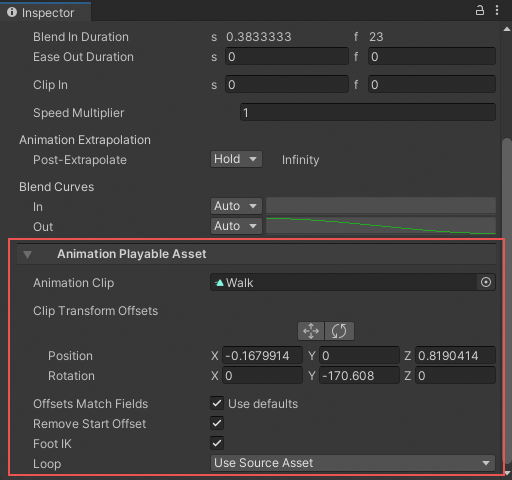 Inspector
Blend In Duration s 0.3833333 f 23
Ease Out Duration s 0 f 0
Clip In s 0 f 0
Speed Multiplier 1
Animation Extrapolation
Post-Extrapolate Hold Infinity
Blend Curves
In Auto
Out Auto
Animation Playable Asset
Animation Clip Walk
Clip Transform Offsets
Position X -0.1679914 Y 0 Z 0.8190414
Rotation X 0 Y -170.608 Z 0
Offsets Match Fields Use defaults
Remove Start Offset
Foot IK
Loop Use Source Asset